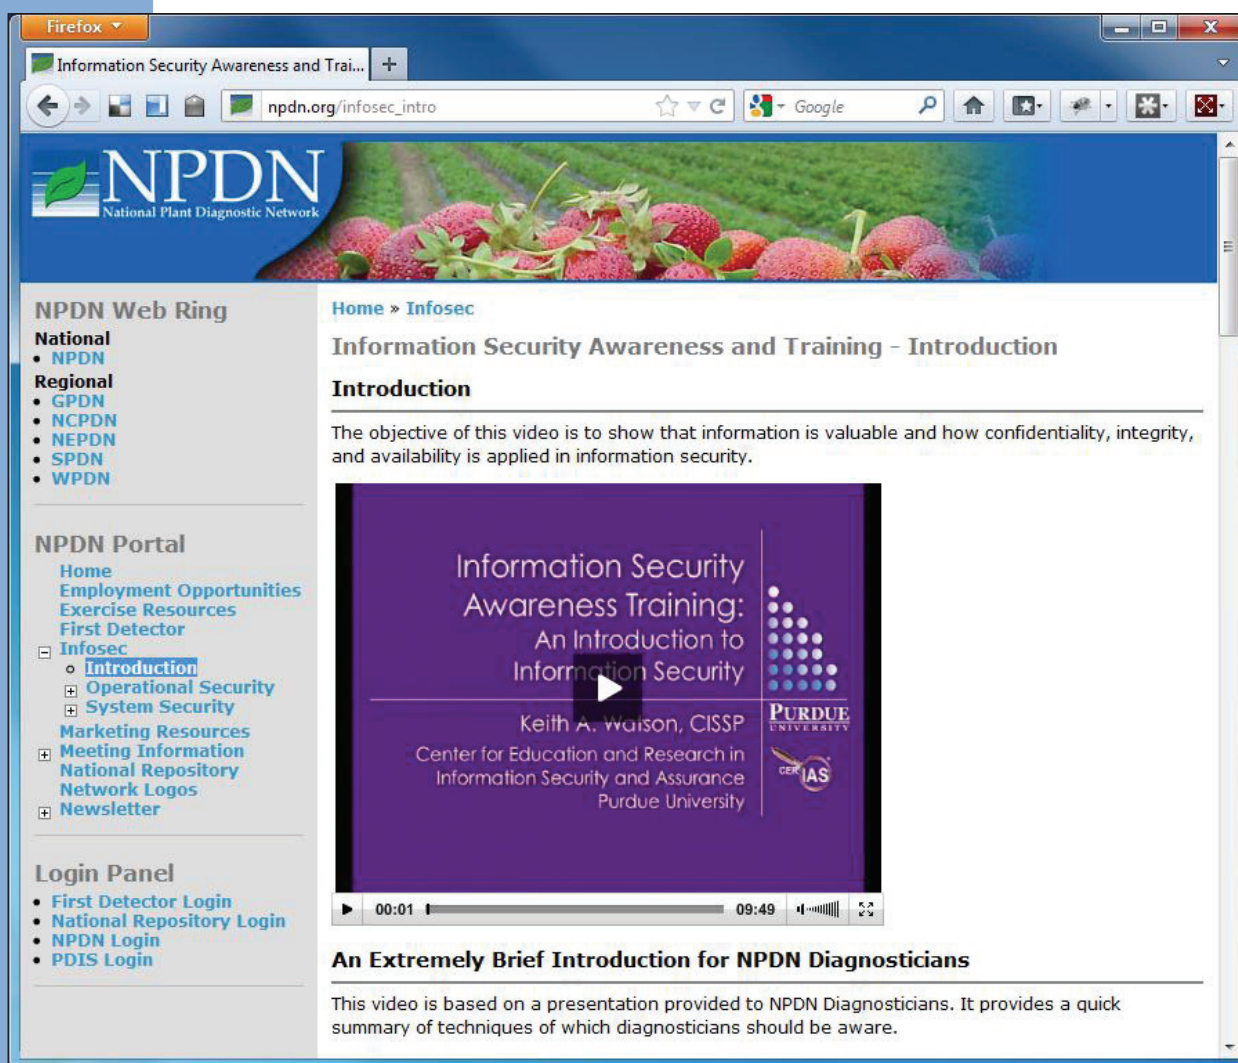 Firefox
Information Security Awareness and Trai...
npdn.org/infosec_intro
Google
NPDN
National Plant Diagnostic Network
NPDN Web Ring
National
• NPDN
Regional
• GPDN
• NCPDN
• NEPDN
• SPDN
• WPDN
NPDN Portal
Home
Employment Opportunities
Exercise Resources
First Detector
Infosec
Introduction
Operational Security
System Security
Marketing Resources
Meeting Information
National Repository
Network Logos
Newsletter
Login Panel
• First Detector Login
• National Repository Login
• NPDN Login
• PDIS Login
Home » Infosec
Information Security Awareness and Training - Introduction
Introduction
The objective of this video is to show that information is valuable and how confidentiality, integrity,
and availability is applied in information security.
Information Security
Awareness Training:
An Introduction to
Information Security
Keith A. Watson, CISSP
Center for Education and Research in
Information Security and Assurance
Purdue University
PURDUE
UNIVERSITY
CERIAS
00:01
09:49
An Extremely Brief Introduction for NPDN Diagnosticians
This video is based on a presentation provided to NPDN Diagnosticians. It provides a quick
summary of techniques of which diagnosticians should be aware.